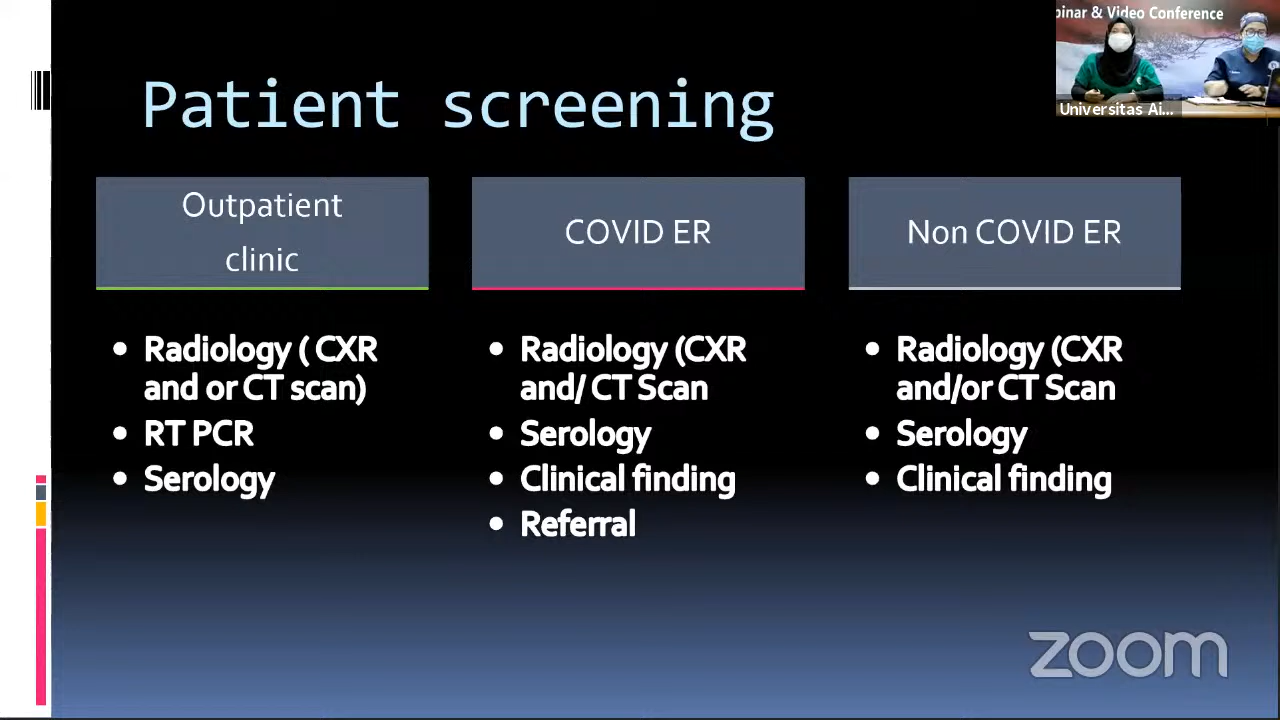 binar & Video Conference
Universitas Ai...
Patient screening
Outpatient
clinic
COVID ER
Non COVID ER
• Radiology ( CXR
and or CT scan)
• RT PCR
• Serology
• Radiology (CXR
and/ CT Scan
• Serology
• Clinical finding
• Referral
• Radiology (CXR
and/or CT Scan
• Serology
• Clinical finding
zoom